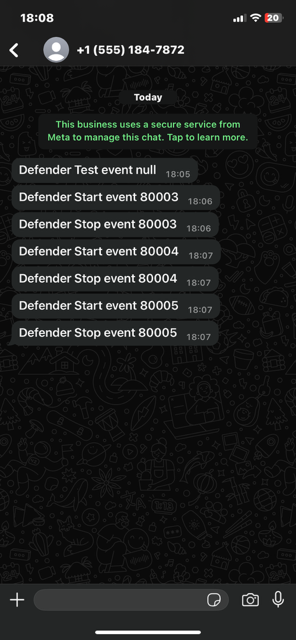 18:08
20
+1 (555) 184-7872
Today
This business uses a secure service from
Meta to manage this chat. Tap to learn more.
Defender Test event null 18:05
Defender Start event 80003 18:06
Defender Stop event 80003 18:06
Defender Start event 80004 18:07
Defender Stop event 80004 18:07
Defender Start event 80005 18:07
Defender Stop event 80005 18:07